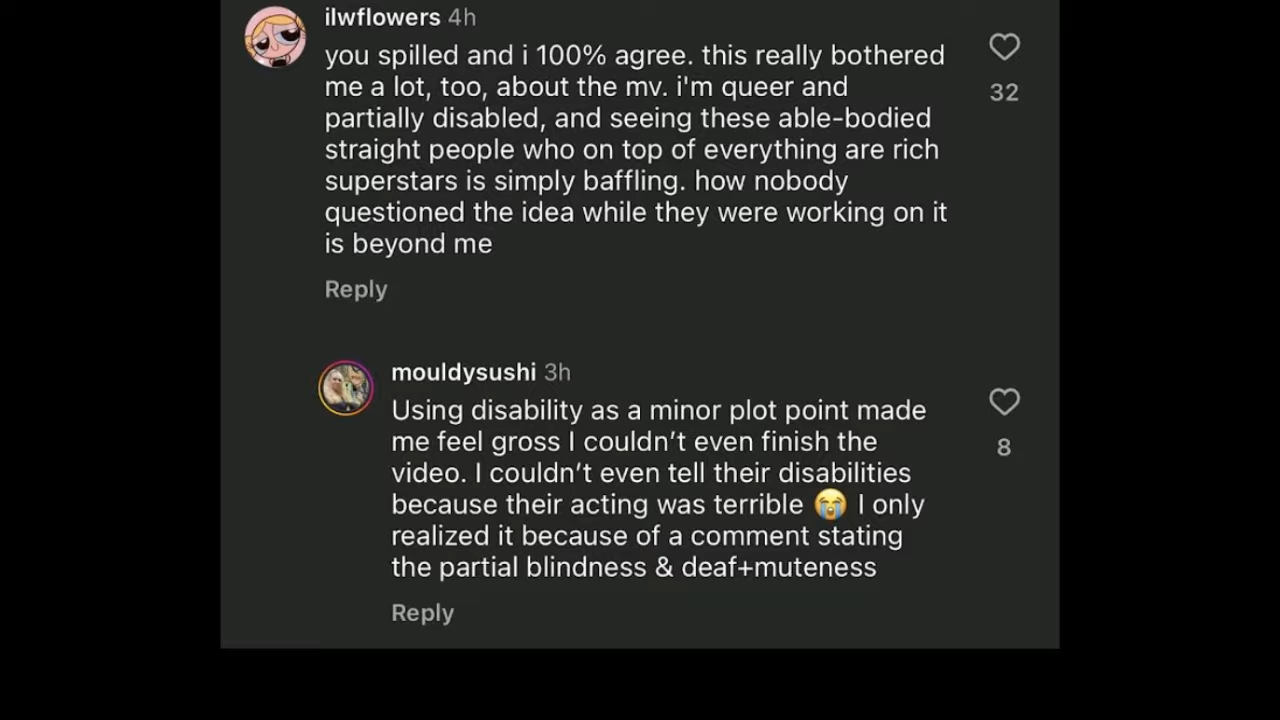 ilwflowers 4h
you spilled and i 100% agree. this really bothered
me a lot, too, about the mv. i'm queer and
partially disabled, and seeing these able-bodied
straight people who on top of everything are rich
superstars is simply baffling. how nobody
questioned the idea while they were working on it
is beyond me
32
Reply
mouldysushi 3h
Using disability as a minor plot point made
me feel gross I couldn’t even finish the
video. I couldn’t even tell their disabilities
because their acting was terrible 😭 I only
realized it because of a comment stating
the partial blindness & deaf+muteness
8
Reply